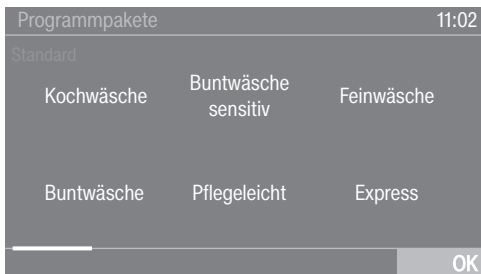 Programmpakete 11:02
Standard
Kochwäsche Buntwäsche sensitiv Feinwäsche
Buntwäsche Pflegeleicht Express
OK